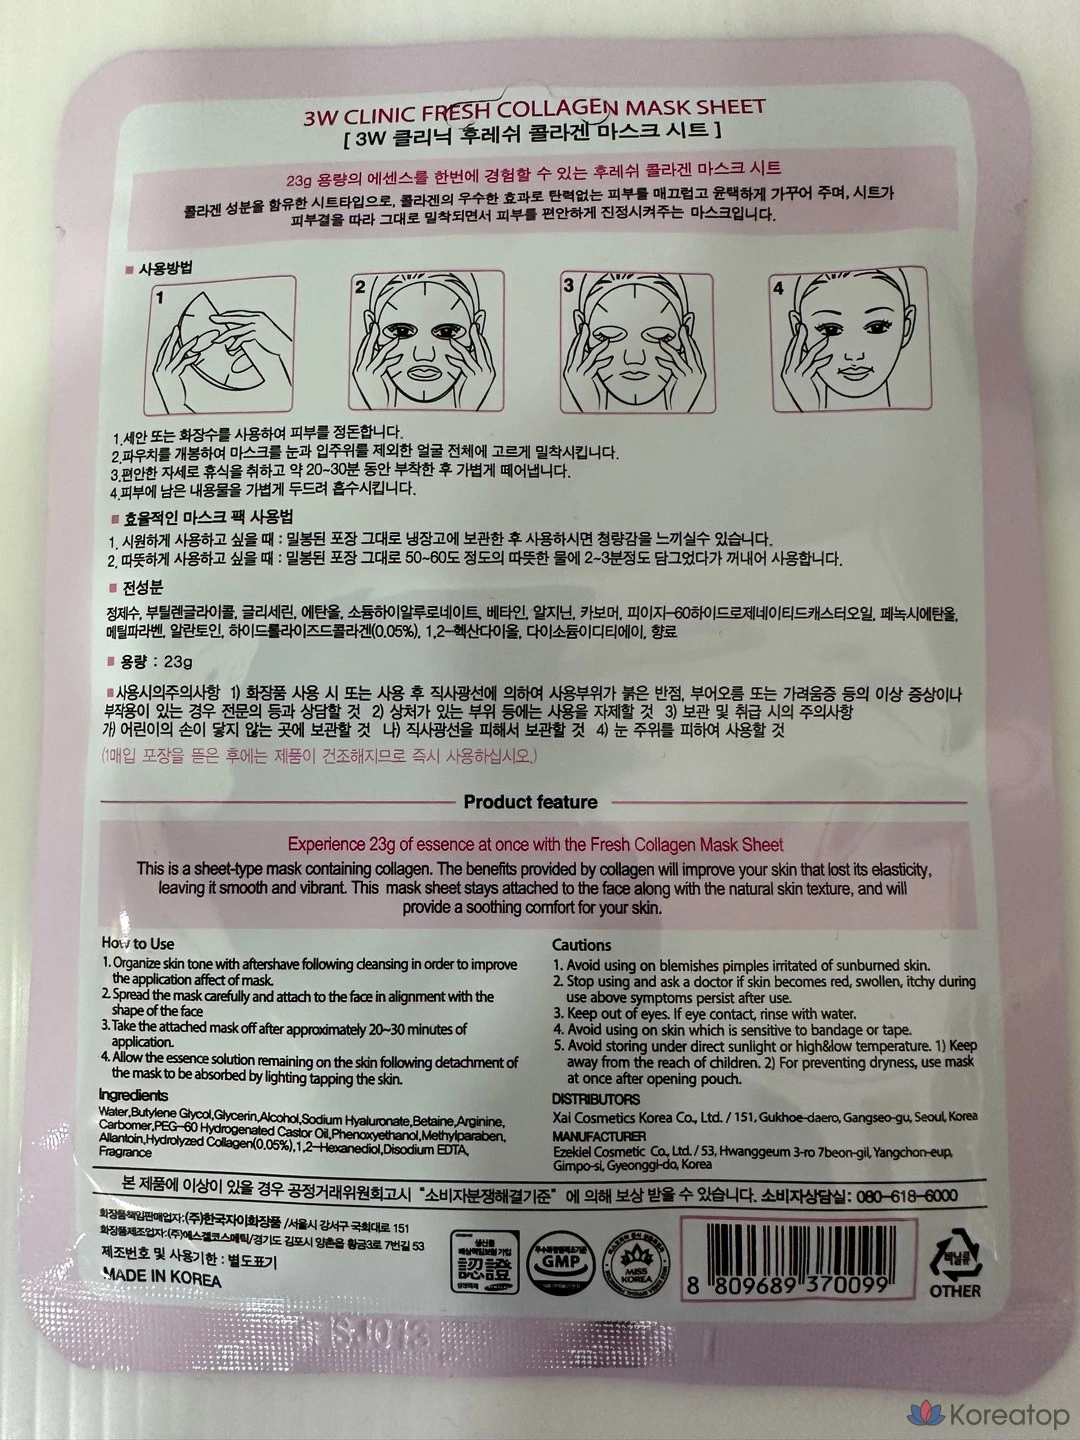 3W CLINIC FRESH COLLAGEN MASK SHEET
[ 3W 클리닉 후레쉬 콜라겐 마스크 시트 ]
23g 용량의 에센스를 한번에 경험할 수 있는 후레쉬 콜라겐 마스크 시트
콜라겐 성분을 함유한 시트타입으로, 콜라겐의 우수한 효과로 탄력없는 피부를 매끄럽고 윤택하게 가꾸어 주며, 시트가
피부결을 따라 그대로 밀착되면서 피부를 편안하게 진정시켜주는 마스크입니다.
■ 사용방법
1 2 3 4
1.세안 또는 화장수를 사용하여 피부를 정돈합니다.
2.파우치를 개봉하여 마스크를 눈과 입주위를 제외한 얼굴 전체에 고르게 밀착시킵니다.
3.편안한 자세로 휴식을 취하고 약 20~30분 동안 부착한 후 가볍게 떼어냅니다.
4.피부에 남은 내용물을 가볍게 두드려 흡수시킵니다.
■ 효율적인 마스크 팩 사용법
1. 시원하게 사용하고 싶을 때 : 밀봉된 포장 그대로 냉장고에 보관한 후 사용하시면 청량감을 느끼실수 있습니다.
2. 따뜻하게 사용하고 싶을 때 : 밀봉된 포장 그대로 50~60도 정도의 따뜻한 물에 2~3분정도 담그었다가 꺼내어 사용합니다.
■ 전성분
정제수, 부틸렌글라이콜, 글리세린, 에탄올, 소듐하이알루로네이트, 베타인, 알지닌, 카보머, 피이지-60하이드로제네이티드캐스터오일, 페녹시에탄올,
메틸파라벤, 알란토인, 하이드롤라이즈드콜라겐(0.05%), 1,2-헥산다이올, 다이소듐이디티에이, 향료
■ 용량 : 23g
■사용시의주의사항 1) 화장품 사용 시 또는 사용 후 직사광선에 의하여 사용부위가 붉은 반점, 부어오름 또는 가려움증 등의 이상 증상이나
부작용이 있는 경우 전문의 등과 상담할 것 2) 상처가 있는 부위 등에는 사용을 자제할 것 3) 보관 및 취급 시의 주의사항
가) 어린이의 손이 닿지 않는 곳에 보관할 것 나) 직사광선을 피해서 보관할 것 4) 눈 주위를 피하여 사용할 것
(1매입 포장을 뜯은 후에는 제품이 건조해지므로 즉시 사용하십시오.)
Product feature
Experience 23g of essence at once with the Fresh Collagen Mask Sheet
This is a sheet-type mask containing collagen. The benefits provided by collagen will improve your skin that lost its elasticity,
leaving it smooth and vibrant. This mask sheet stays attached to the face along with the natural skin texture, and will
provide a soothing comfort for your skin.
How to Use
1. Organize skin tone with aftershave following cleansing in order to improve
the application affect of mask.
2. Spread the mask carefully and attach to the face in alignment with the
shape of the face
3. Take the attached mask off after approximately 20~30 minutes of
application.
4. Allow the essence solution remaining on the skin following detachment of
the mask to be absorbed by lighting tapping the skin.
Ingredients
Water,Butylene Glycol,Glycerin,Alcohol,Sodium Hyaluronate,Betaine,Arginine,
Carbomer,PEG-60 Hydrogenated Castor Oil,Phenoxyethanol,Methylparaben,
Allantoin,Hydrolyzed Collagen(0.05%),1,2-Hexanediol,Disodium EDTA,
Fragrance
Cautions
1. Avoid using on blemishes pimples irritated of sunburned skin.
2. Stop using and ask a doctor if skin becomes red, swollen, itchy during
use above symptoms persist after use.
3. Keep out of eyes. If eye contact, rinse with water.
4. Avoid using on skin which is sensitive to bandage or tape.
5. Avoid storing under direct sunlight or high&low temperature. 1) Keep
away from the reach of children. 2) For preventing dryness, use mask
at once after opening pouch.
DISTRIBUTORS
Xai Cosmetics Korea Co., Ltd. / 151, Gukhoe-daero, Gangseo-gu, Seoul, Korea
MANUFACTURER
Ezekiel Cosmetic Co., Ltd. / 53, Hwanggeum 3-ro 7beon-gil, Yangchon-eup,
Gimpo-si, Gyeonggi-do, Korea
본 제품에 이상이 있을 경우 공정거래위원회고시 "소비자분쟁해결기준" 에 의해 보상 받을 수 있습니다. 소비자상담실: 080-618-6000
화장품책임판매업자:(주)한국자이화장품 /서울시 강서구 국회대로 151
화장품제조업자:(주)에스겔코스메틱/경기도 김포시 양촌읍 황금3로 7번길 53
제조번호 및 사용기한 : 별도표기
MADE IN KOREA
생산물
배상책임보험 가입
認證
GMP
MISS
KOREA
8 809689 370099
비닐류
OTHER
Koreatop